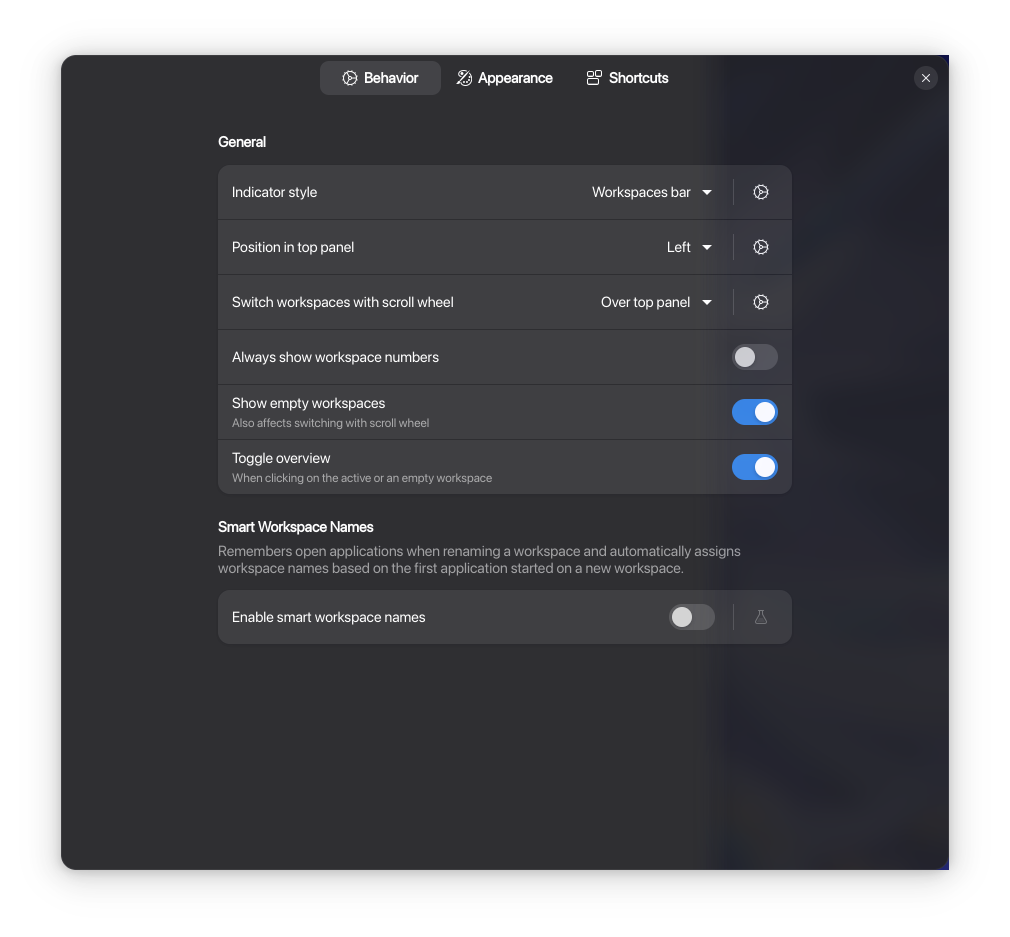 Behavior
Appearance
Shortcuts
General
Indicator style
Workspaces bar
Position in top panel
Left
Switch workspaces with scroll wheel
Over top panel
Always show workspace numbers
Show empty workspaces
Also affects switching with scroll wheel
Toggle overview
When clicking on the active or an empty workspace
Smart Workspace Names
Remembers open applications when renaming a workspace and automatically assigns
workspace names based on the first application started on a new workspace.
Enable smart workspace names